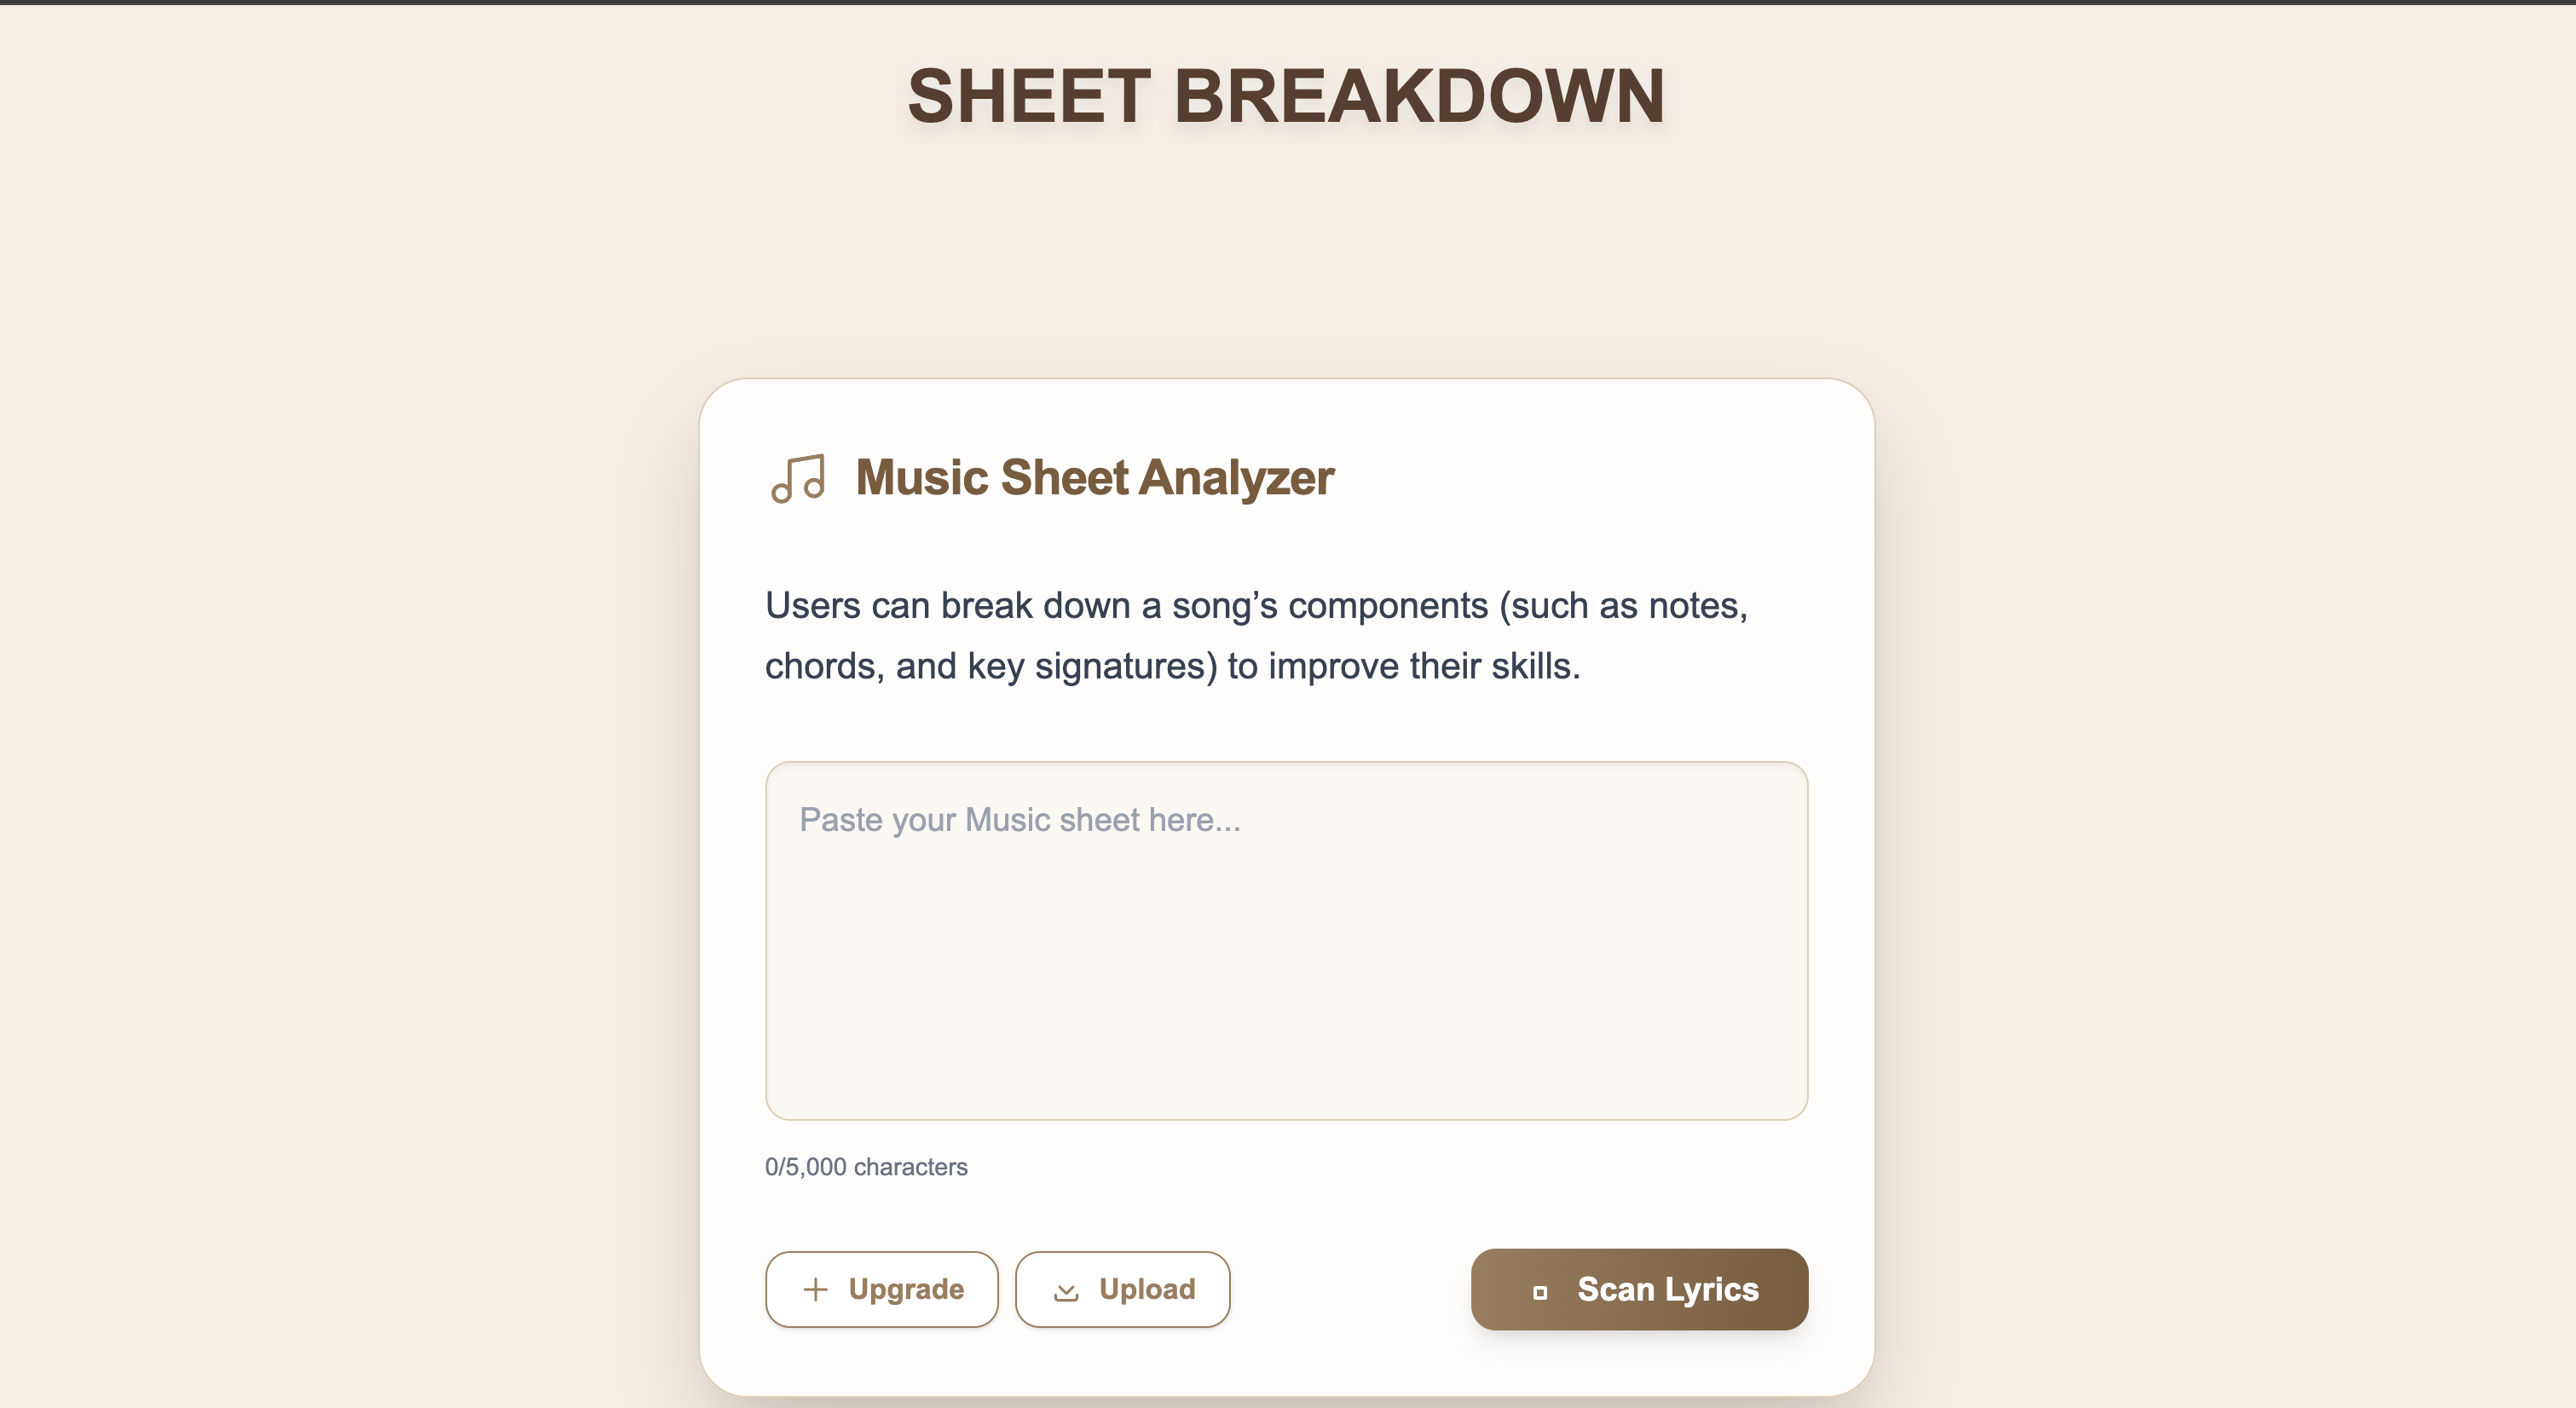 SHEET BREAKDOWN
Music Sheet Analyzer
Users can break down a song’s components (such as notes,
chords, and key signatures) to improve their skills.
Paste your Music sheet here...
0/5,000 characters
Upgrade
Upload
Scan Lyrics